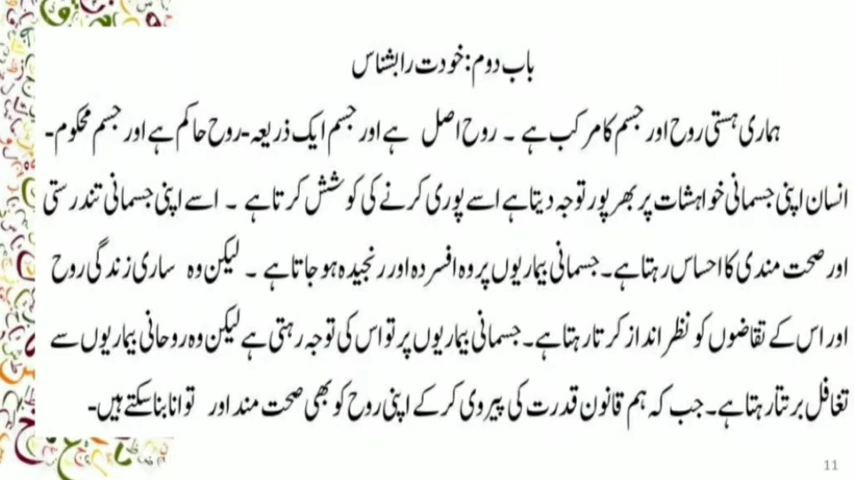 باب دوم: خودت را بشناس
ہماری ہستی روح اور جسم کا مرکب ہے ۔ روح اصل ہے اور جسم ایک ذریعہ-روح حاکم ہے اور جسم محکوم-
انسان اپنی جسمانی خواہشات پر بھرپور توجہ دیتا ہے اسے پوری کرنے کی کوشش کرتا ہے ۔ اسے اپنی جسمانی تندرستی
اور صحت مندی کا احساس رہتا ہے۔ جسمانی بیماریوں پر وہ افسردہ اور رنجیدہ ہو جاتا ہے ۔ لیکن وہ ساری زندگی روح
اور اس کے تقاضوں کو نظر انداز کرتا رہتا ہے۔ جسمانی بیماریوں پر تو اس کی توجہ رہتی ہے لیکن وہ روحانی بیماریوں سے
تغافل برتتا رہتا ہے۔ جب کہ ہم قانون قدرت کی پیروی کر کے اپنی روح کو بھی صحت مند اور توانا بنا سکتے ہیں-
11